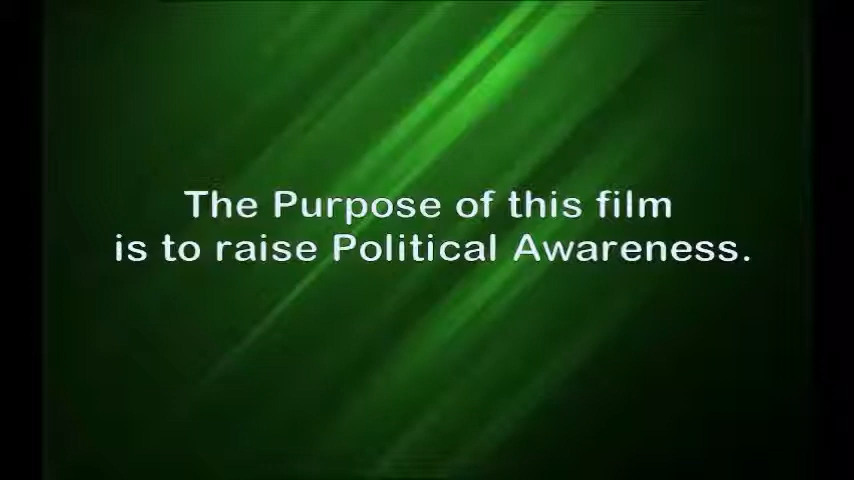 The Purpose of this film
is to raise Political Awareness.